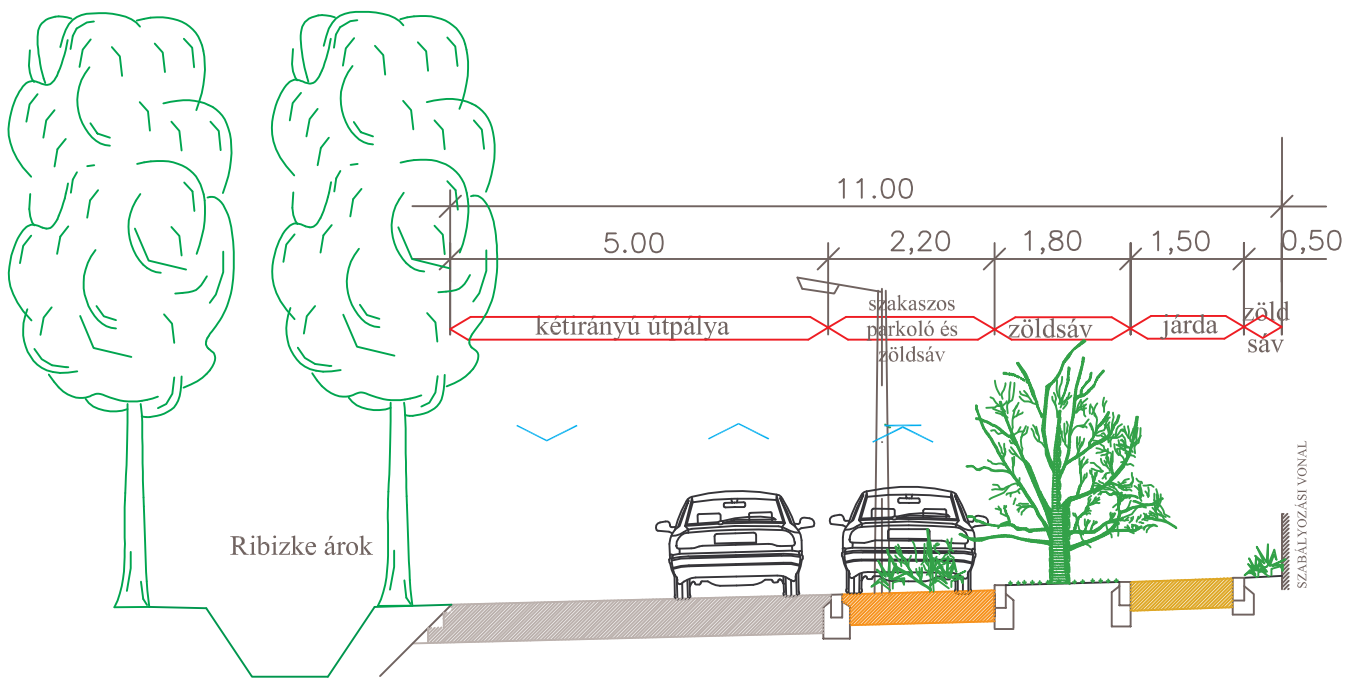 11.00
5.00
2,20
1,80
1,50
0,50
kétirányú útpálya
szakaszos
parkoló és
zöldsáv
zöldsáv
járda
zöld
sáv
Ribizke árok
SZABÁLYOZÁSI VONAL